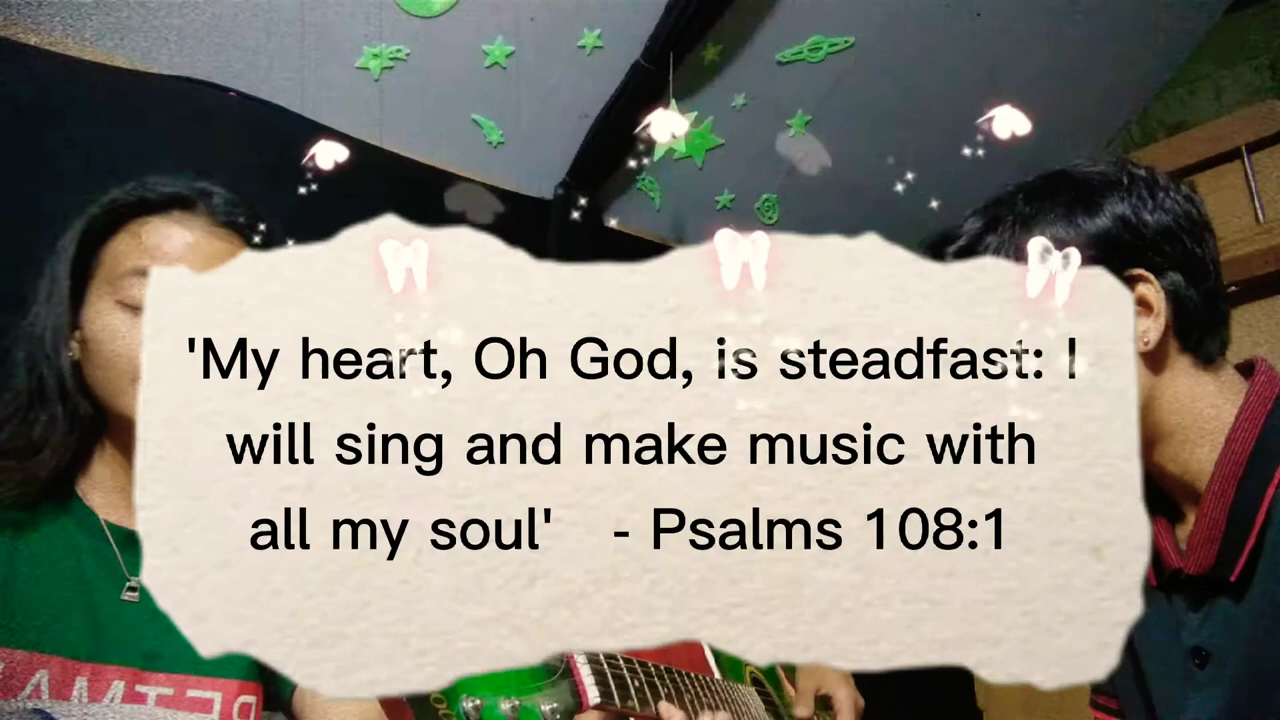 'My heart, Oh God, is steadfast: I
will sing and make music with
all my soul'   - Psalms 108:1